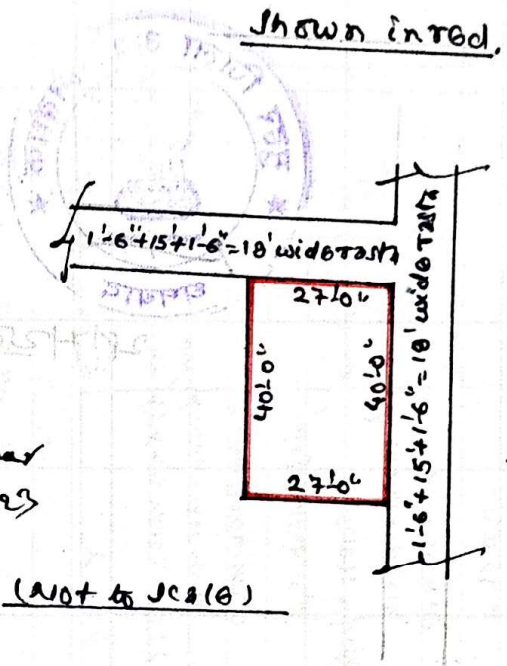 Shown in red.
1'-6"+15'+1'-6"=18' wide rasta
27'-0"
40'-0"
40'-0"
1'-6"+15'+1'-6"=18' wide rasta
27'-0"
(Not to scale)